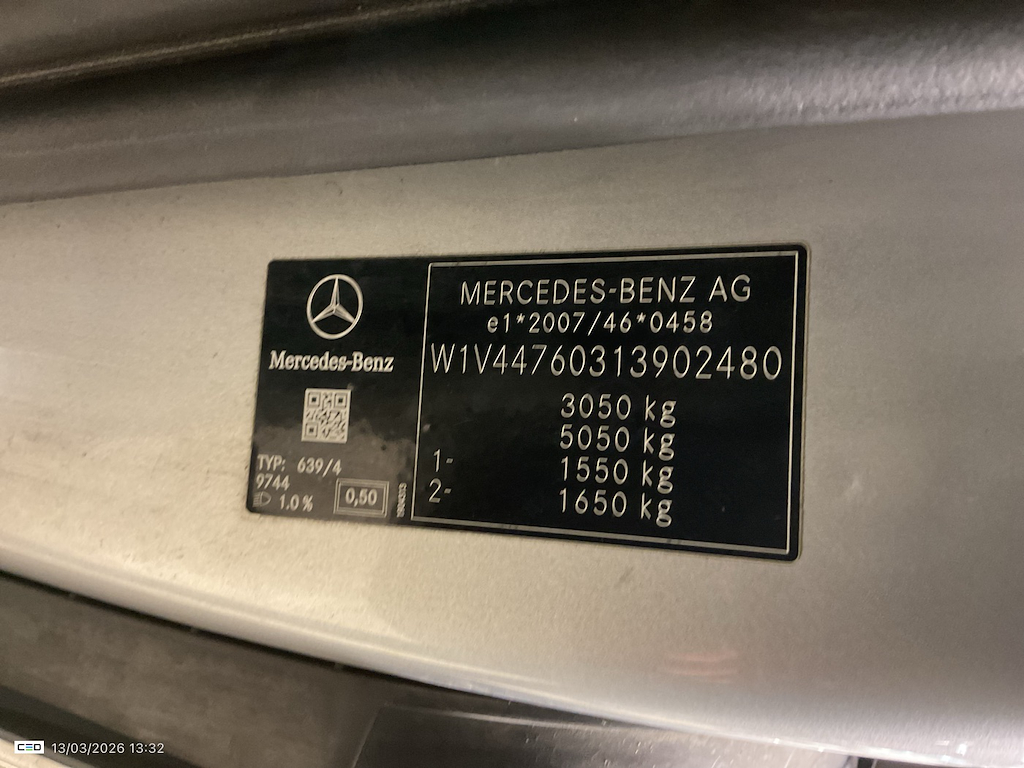 MERCEDES-BENZ AG
e1*2007/46*0458
W1V44760313902480
3050 kg
5050 kg
1- 1550 kg
2- 1650 kg
Mercedes-Benz
TYP: 639/4
9744
1.0 % 0,50
CEO 13/03/2026 13:32